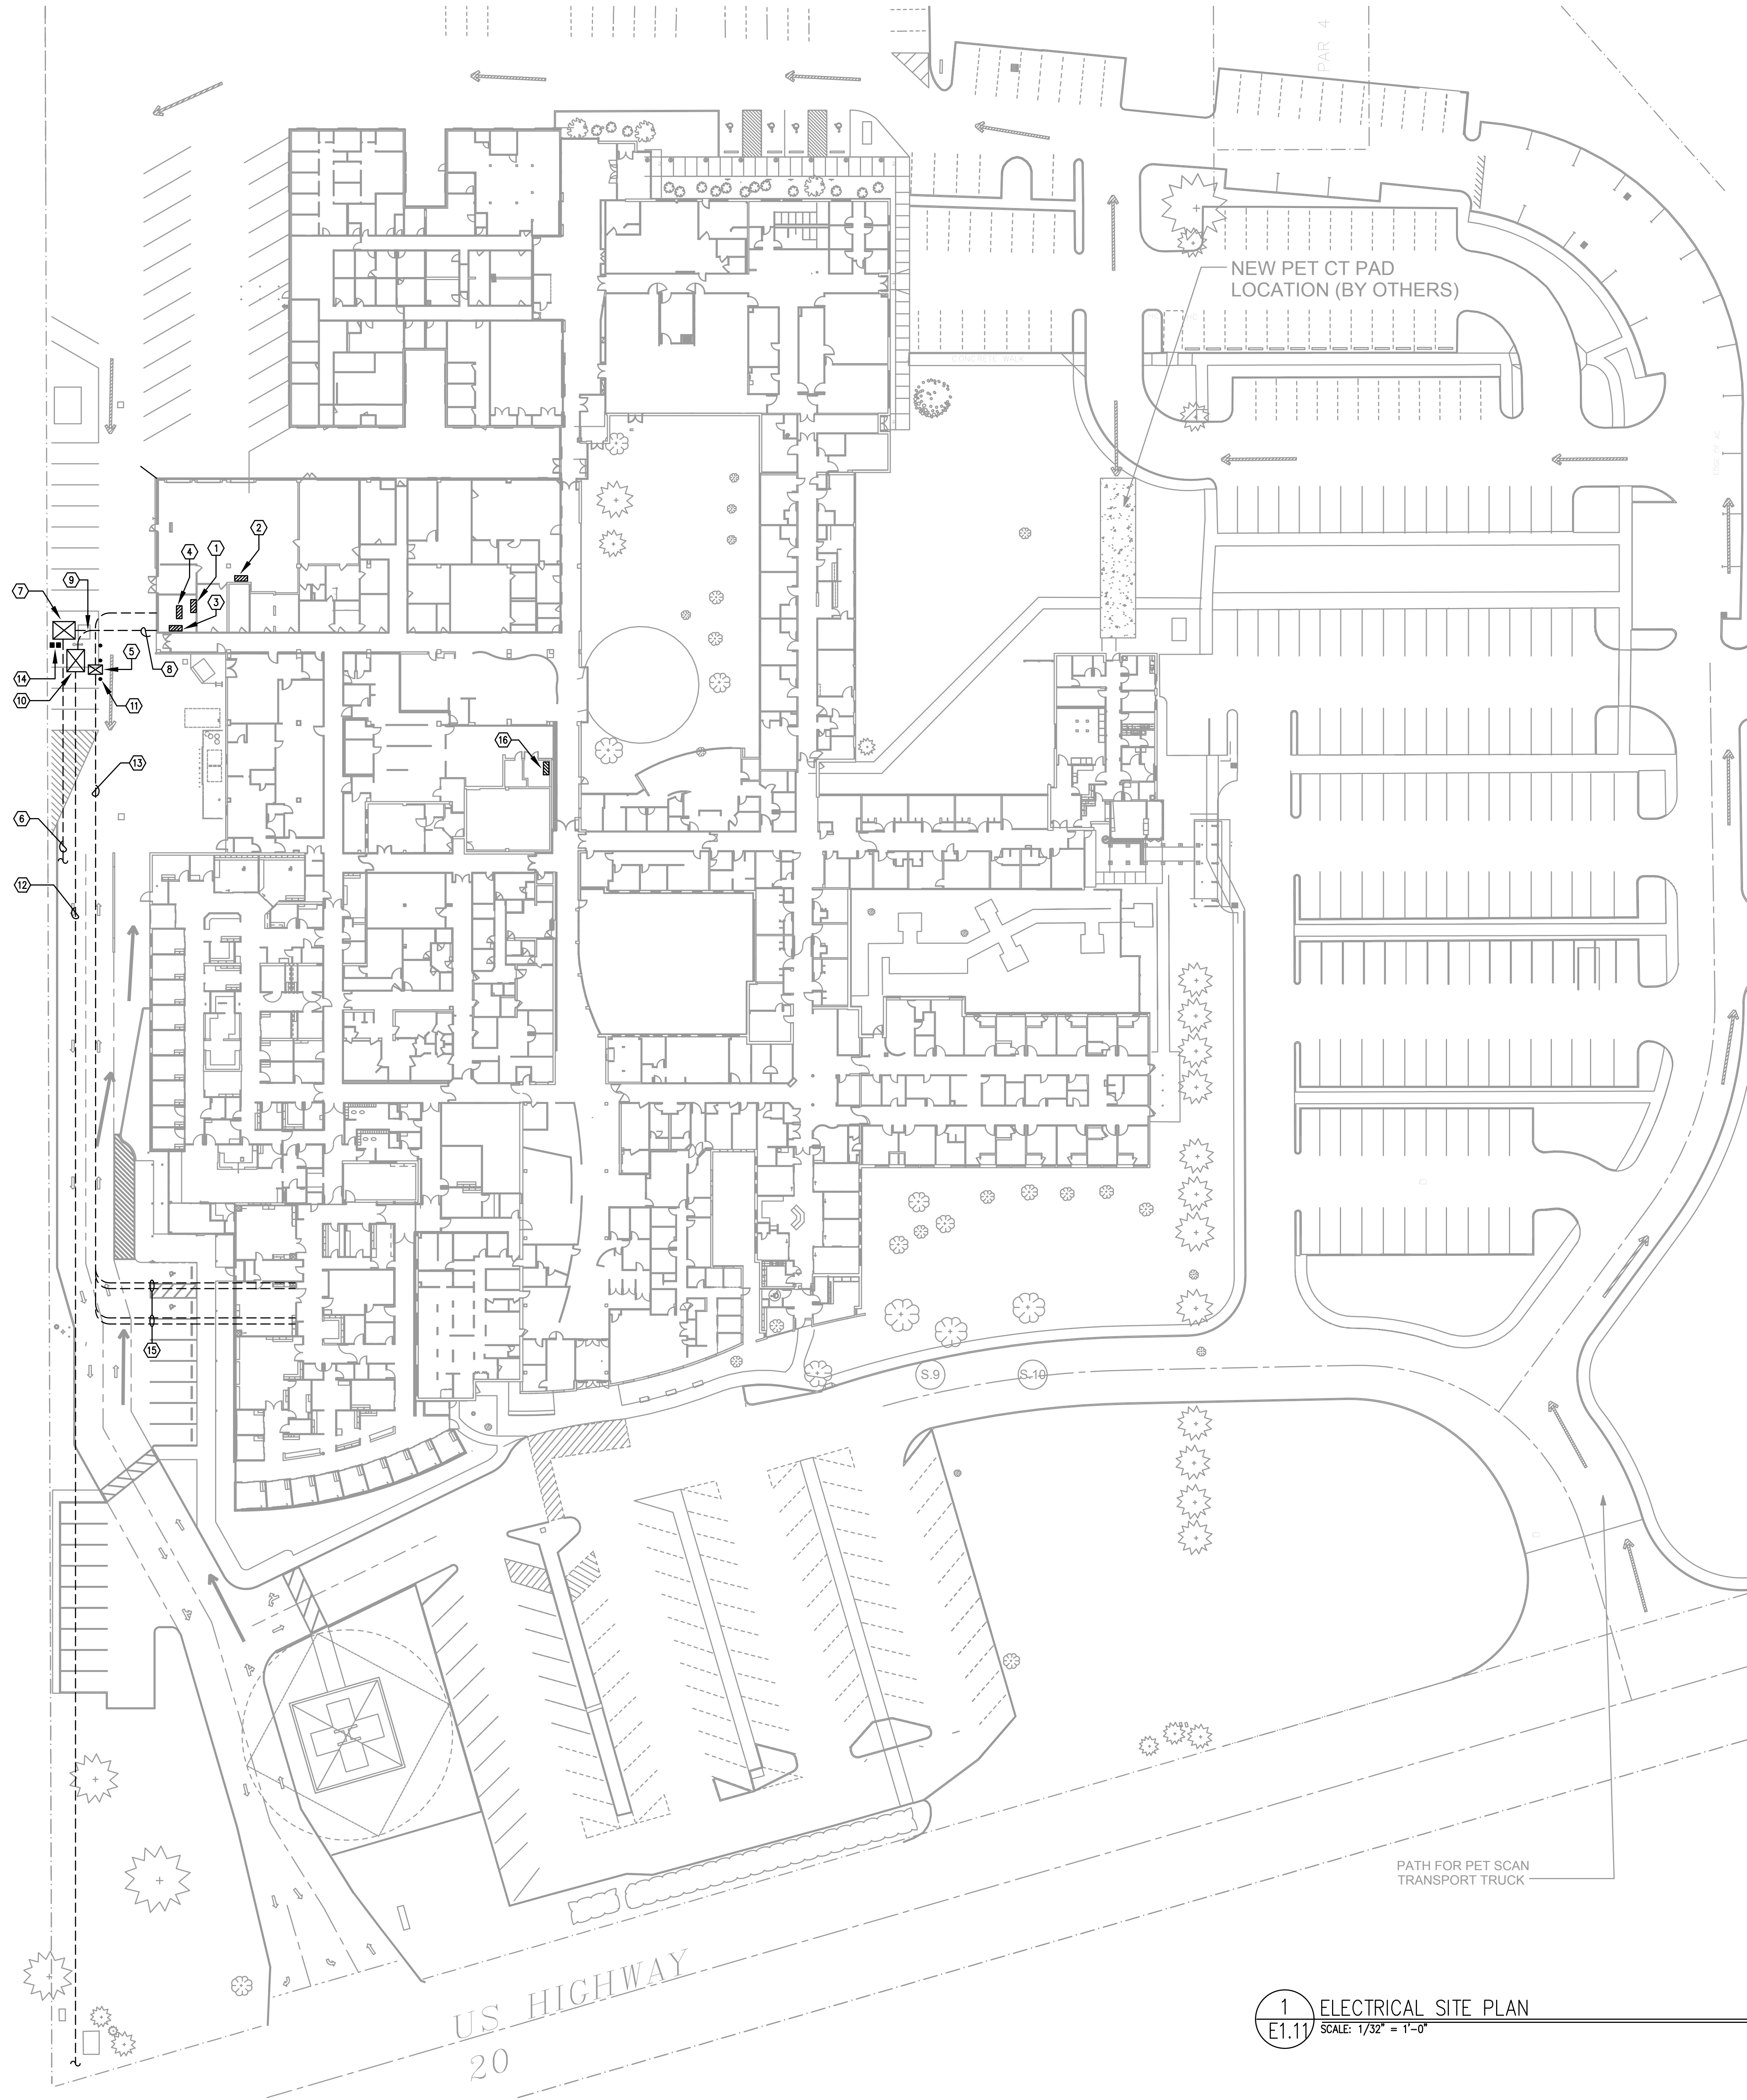 PAR 4
NEW PET CT PAD
LOCATION (BY OTHERS)
CONCRETE WALK
2
4
1
9
7
3
14
5
8
10
11
16
13
6
12
15
S.9
S.10
PATH FOR PET SCAN
TRANSPORT TRUCK
US HIGHWAY
20
1
E1.11
ELECTRICAL SITE PLAN
SCALE: 1/32" = 1'-0"